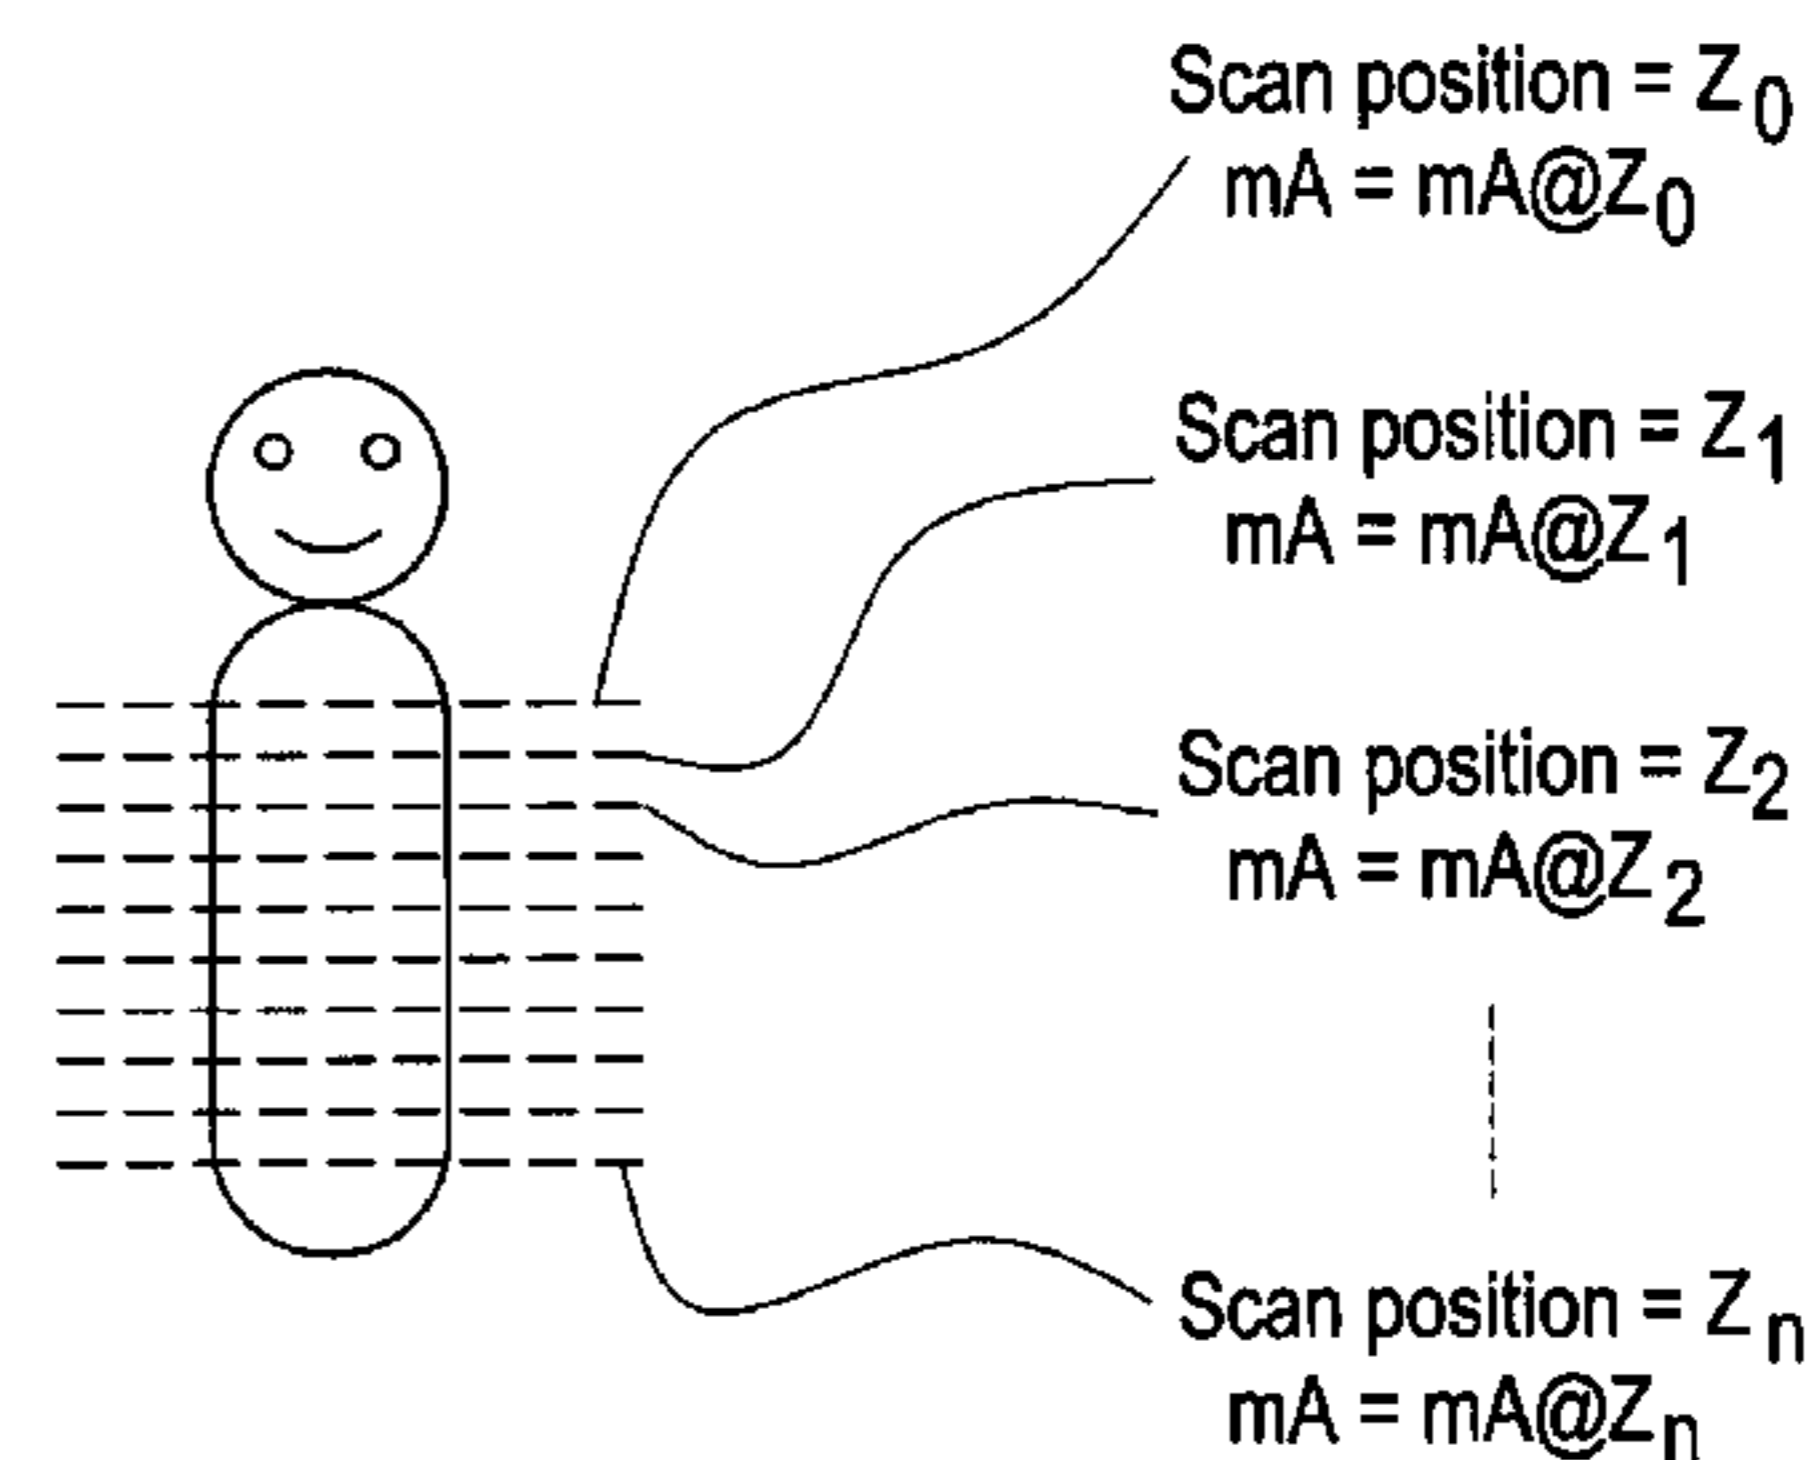 Scan position = Z₀
mA = mA@Z₀
Scan position = Z₁
mA = mA@Z₁
Scan position = Z₂
mA = mA@Z₂
Scan position = Zₙ
mA = mA@Zₙ